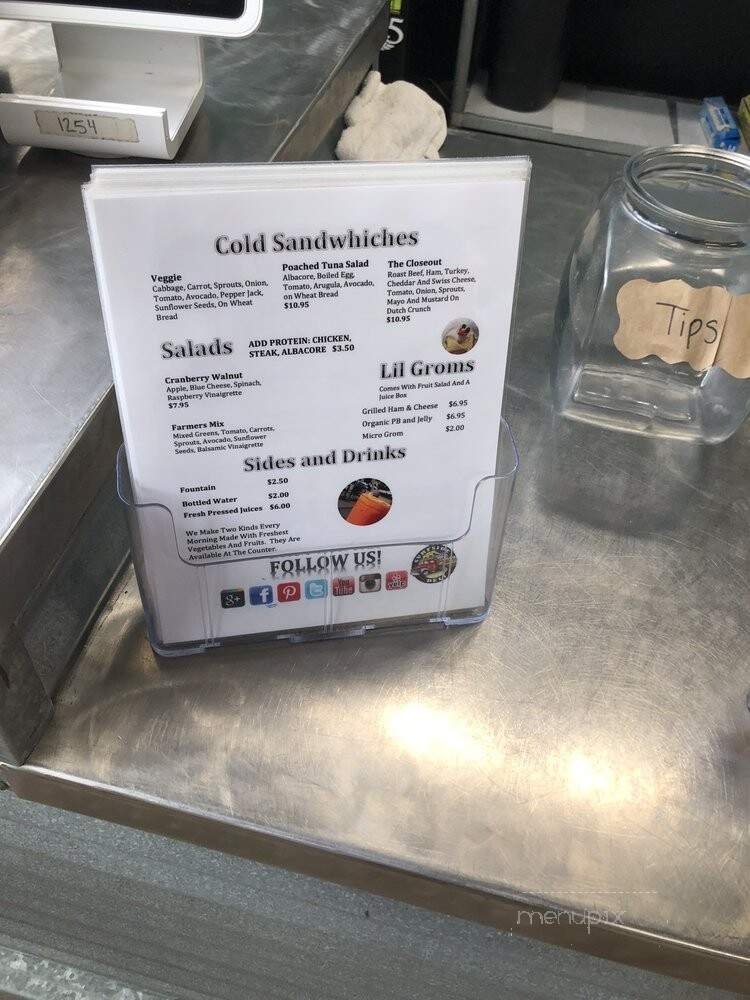 1254
5
Cold Sandwhiches
Veggie
Cabbage, Carrot, Sprouts, Onion,
Tomato, Avocado, Pepper Jack,
Sunflower Seeds, On Wheat
Bread
Poached Tuna Salad
Albacore, Boiled Egg,
Tomato, Arugula, Avocado,
on Wheat Bread
$10.95
The Closeout
Roast Beef, Ham, Turkey,
Cheddar And Swiss Cheese,
Tomato, Onion, Sprouts,
Mayo And Mustard On
Dutch Crunch
$10.95
Salads
ADD PROTEIN: CHICKEN,
STEAK, ALBACORE $3.50
Cranberry Walnut
Apple, Blue Cheese, Spinach,
Raspberry Vinaigrette
$7.95
Farmers Mix
Mixed Greens, Tomato, Carrots,
Sprouts, Avocado, Sunflower
Seeds, Balsamic Vinaigrette
Lil Groms
Comes With Fruit Salad And A
Juice Box
Grilled Ham & Cheese $6.95
Organic PB and Jelly $6.95
Micro Grom $2.00
Sides and Drinks
Fountain $2.50
Bottled Water $2.00
Fresh Pressed Juices $6.00
We Make Two Kinds Every
Morning Made With Freshest
Vegetables And Fruits. They Are
Available At The Counter.
FOLLOW US!
g+ f You Tube
Tips
menupix